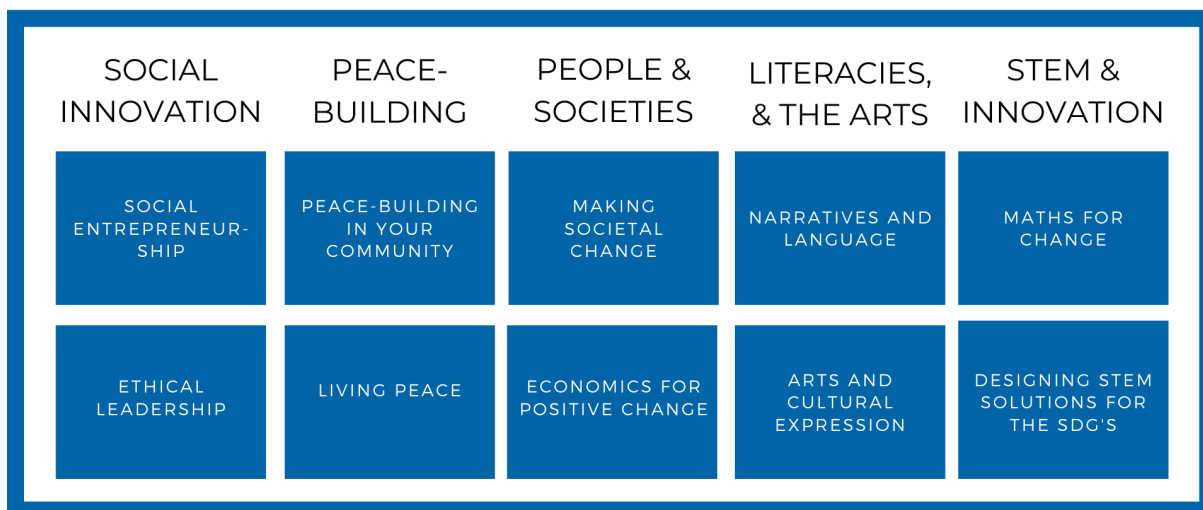 SOCIAL
INNOVATION
PEACE-
BUILDING
PEOPLE &
SOCIETIES
LITERACIES,
& THE ARTS
STEM &
INNOVATION
SOCIAL
ENTREPRENEUR-
SHIP
PEACE-BUILDING
IN YOUR
COMMUNITY
MAKING
SOCIETAL
CHANGE
NARRATIVES AND
LANGUAGE
MATHS FOR
CHANGE
ETHICAL
LEADERSHIP
LIVING PEACE
ECONOMICS FOR
POSITIVE CHANGE
ARTS AND
CULTURAL
EXPRESSION
DESIGNING STEM
SOLUTIONS FOR
THE SDG'S